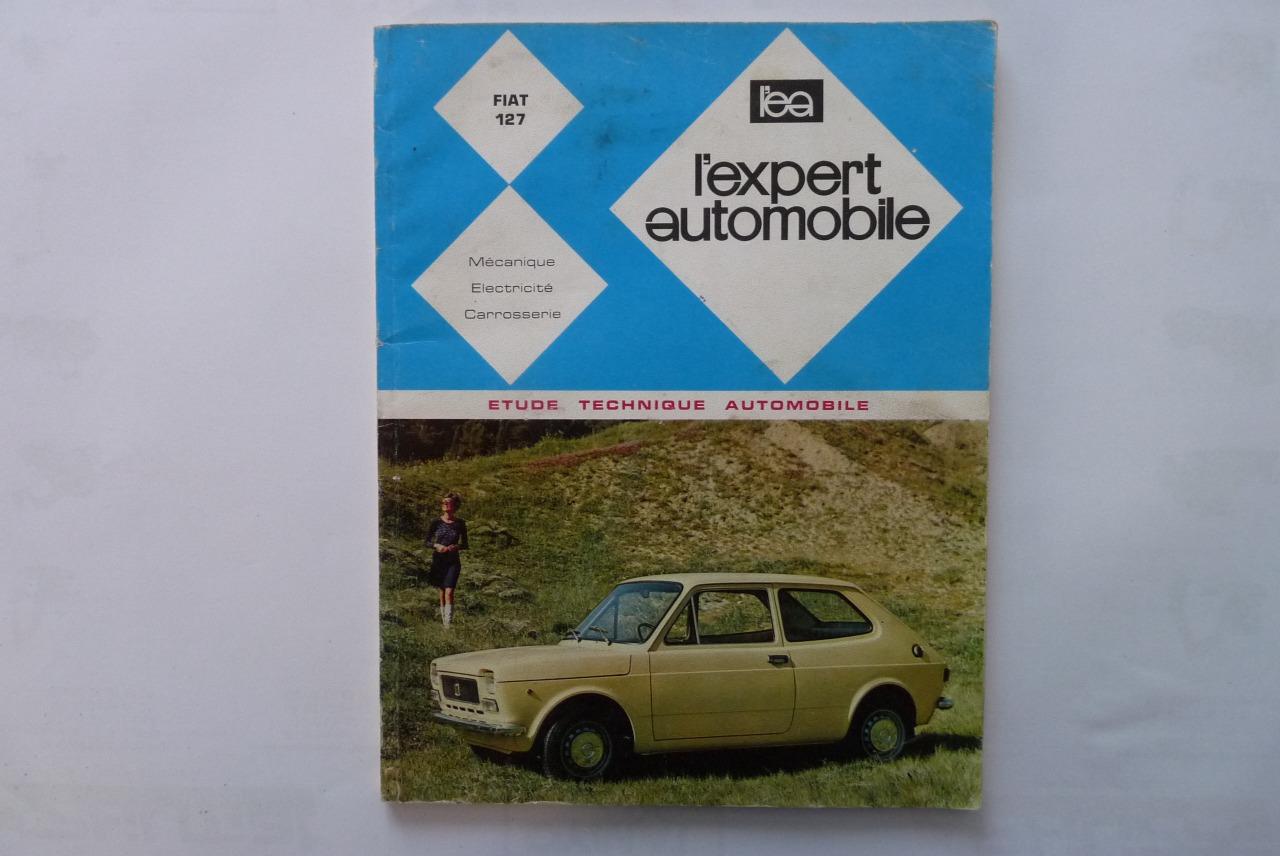 FIAT
127
l'ea
l'expert
automobile
Mécanique
Electricité
Carrosserie
ETUDE TECHNIQUE AUTOMOBILE